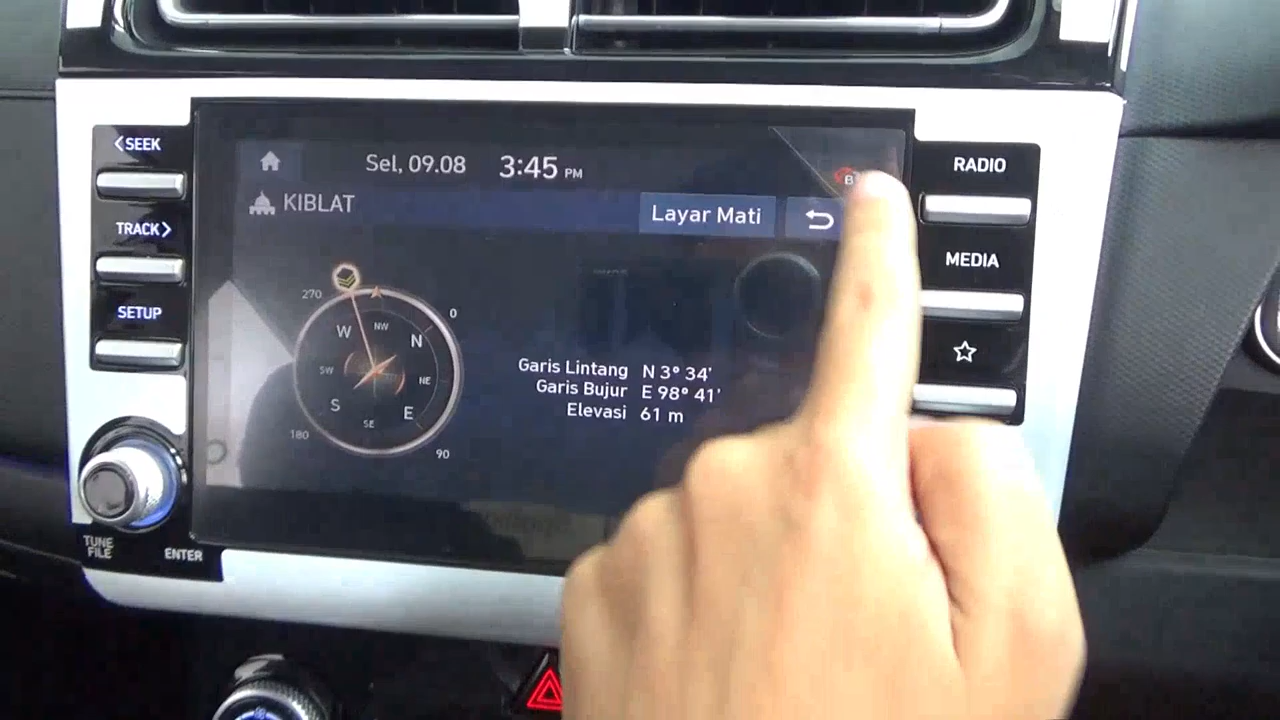 SEEK
TRACK
SETUP
TUNE
FILE
ENTER
Sel, 09.08 3:45 PM
KIBLAT
Layar Mati
270
0
180
90
W
NW
N
SW
NE
S
E
SE
Garis Lintang N 3° 34'
Garis Bujur E 98° 41'
Elevasi 61 m
B
RADIO
MEDIA